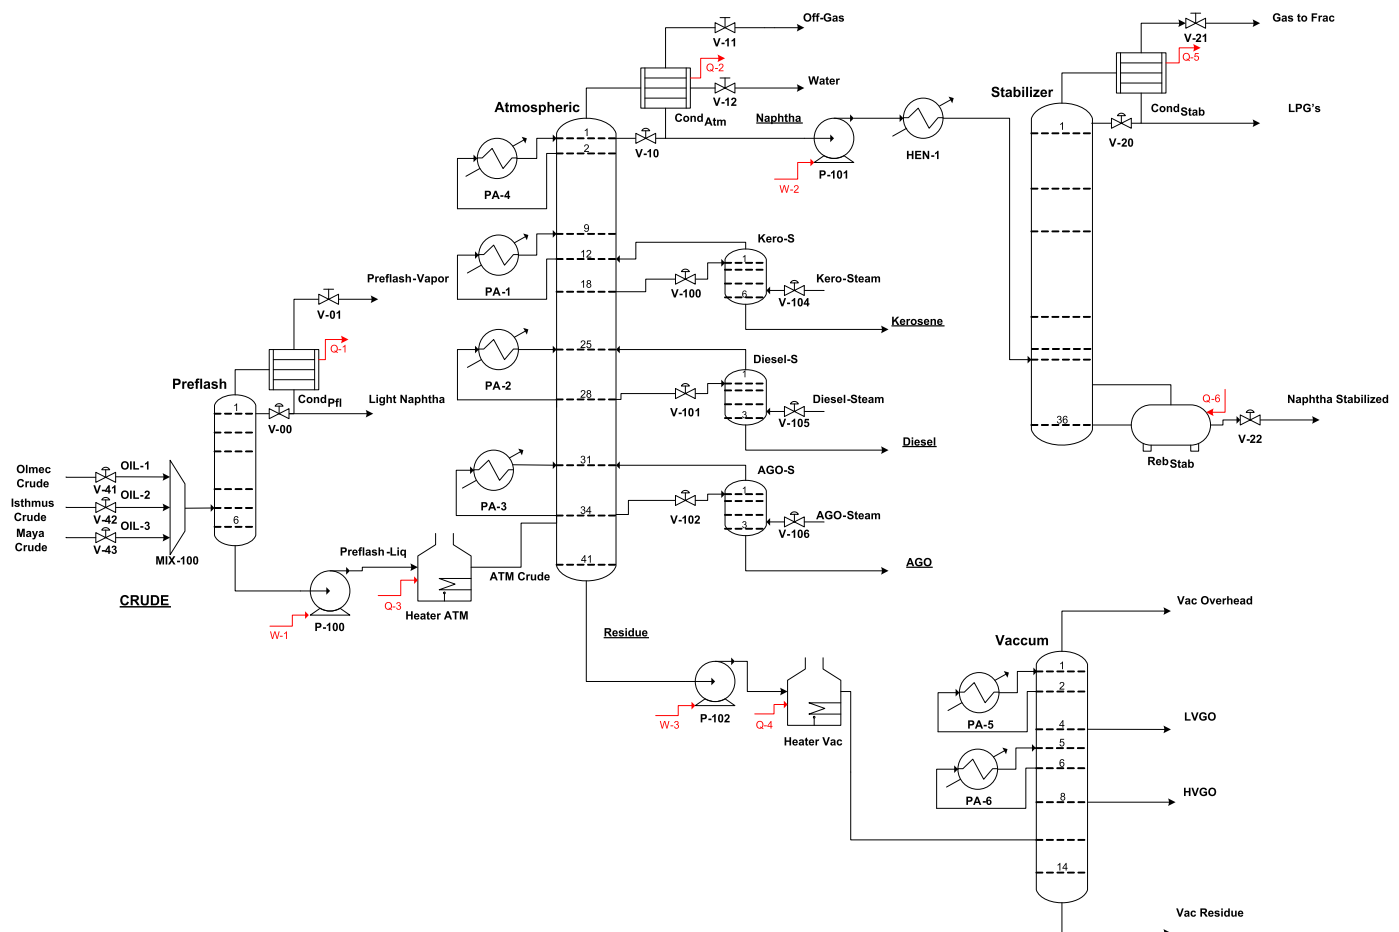 Off-Gas
V-11
Q-2
Water
V-12
Cond Atm
Atmospheric
1
2
V-10
Naphtha
P-101
W-2
HEN-1
PA-4
Gas to Frac
V-21
Q-5
Stabilizer
Cond Stab
LPG's
V-20
1
36
Q-6
V-22
Naphtha Stabilized
Reb Stab
9
12
18
PA-1
Kero-S
1
6
V-100
Kero-Steam
V-104
Kerosene
25
28
PA-2
Diesel-S
1
3
V-101
Diesel-Steam
V-105
Diesel
31
34
41
PA-3
AGO-S
1
3
V-102
AGO-Steam
V-106
AGO
Preflash-Vapor
V-01
Q-1
Preflash
Cond Pfl
Light Naphtha
V-00
1
6
Olmec
Crude
OIL-1
V-41
Isthmus
Crude
OIL-2
V-42
Maya
Crude
OIL-3
V-43
MIX-100
CRUDE
Preflash-Liq
P-100
W-1
Q-3
Heater ATM
ATM Crude
Residue
P-102
W-3
Q-4
Heater Vac
Vac Overhead
Vaccum
1
2
4
5
6
8
14
PA-5
PA-6
LVGO
HVGO
Vac Residue